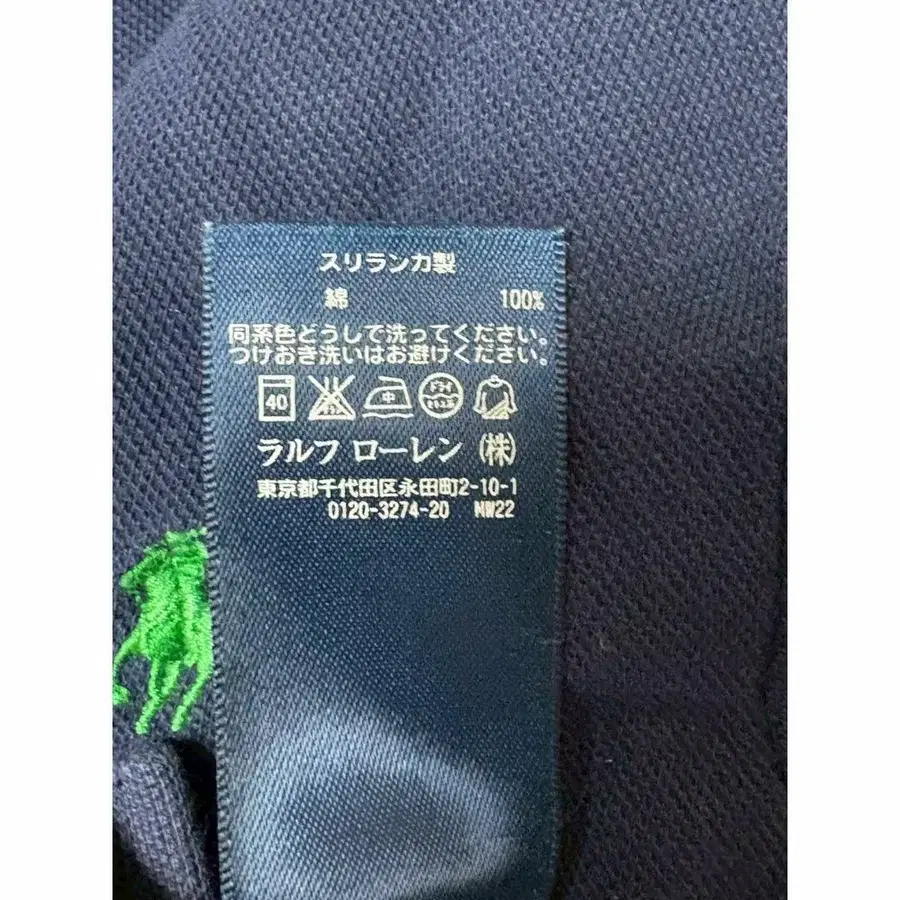 スリランカ製
綿 100%
同系色どうしで洗ってください。
つけおき洗いはお避けください。
40 中 ドライ
ラルフ ローレン (株)
東京都千代田区永田町2-10-1
0120-3274-20 NW22